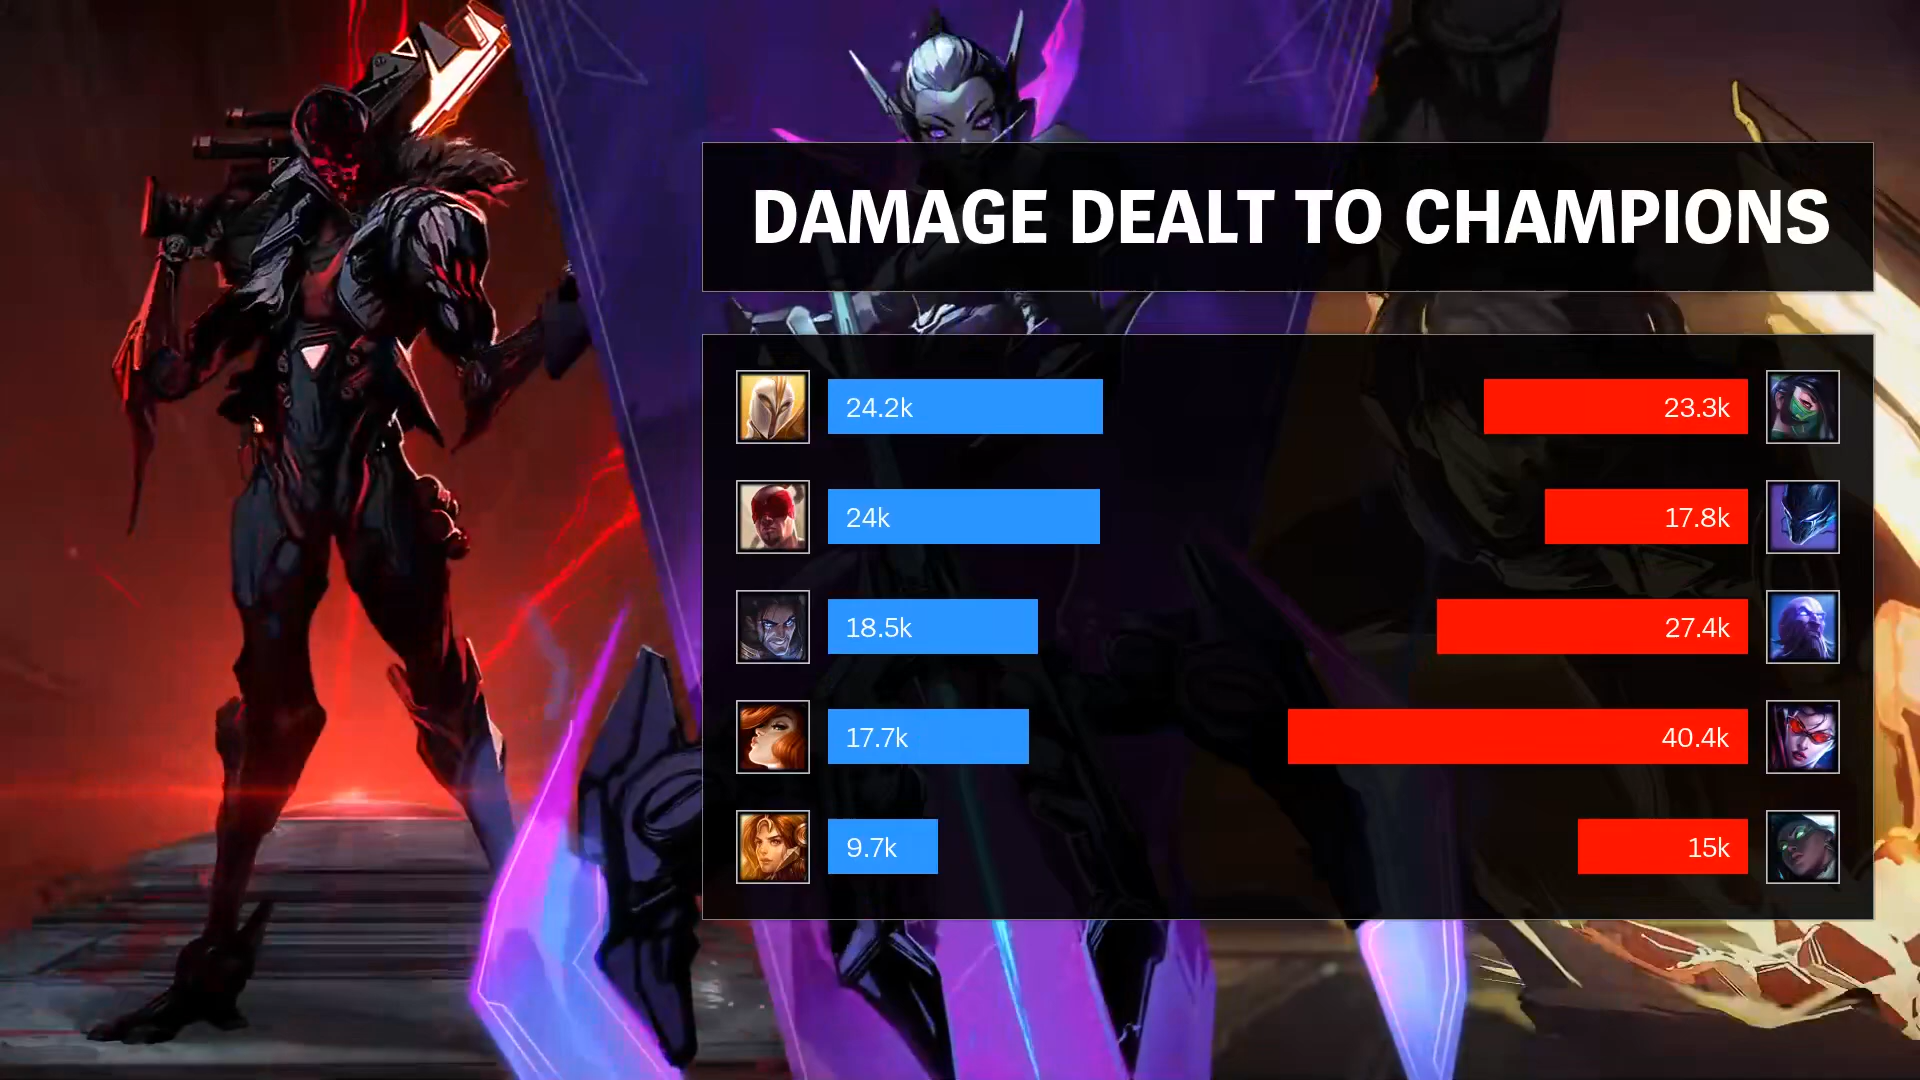 DAMAGE DEALT TO CHAMPIONS
24.2k 23.3k
24k 17.8k
18.5k 27.4k
17.7k 40.4k
9.7k 15k